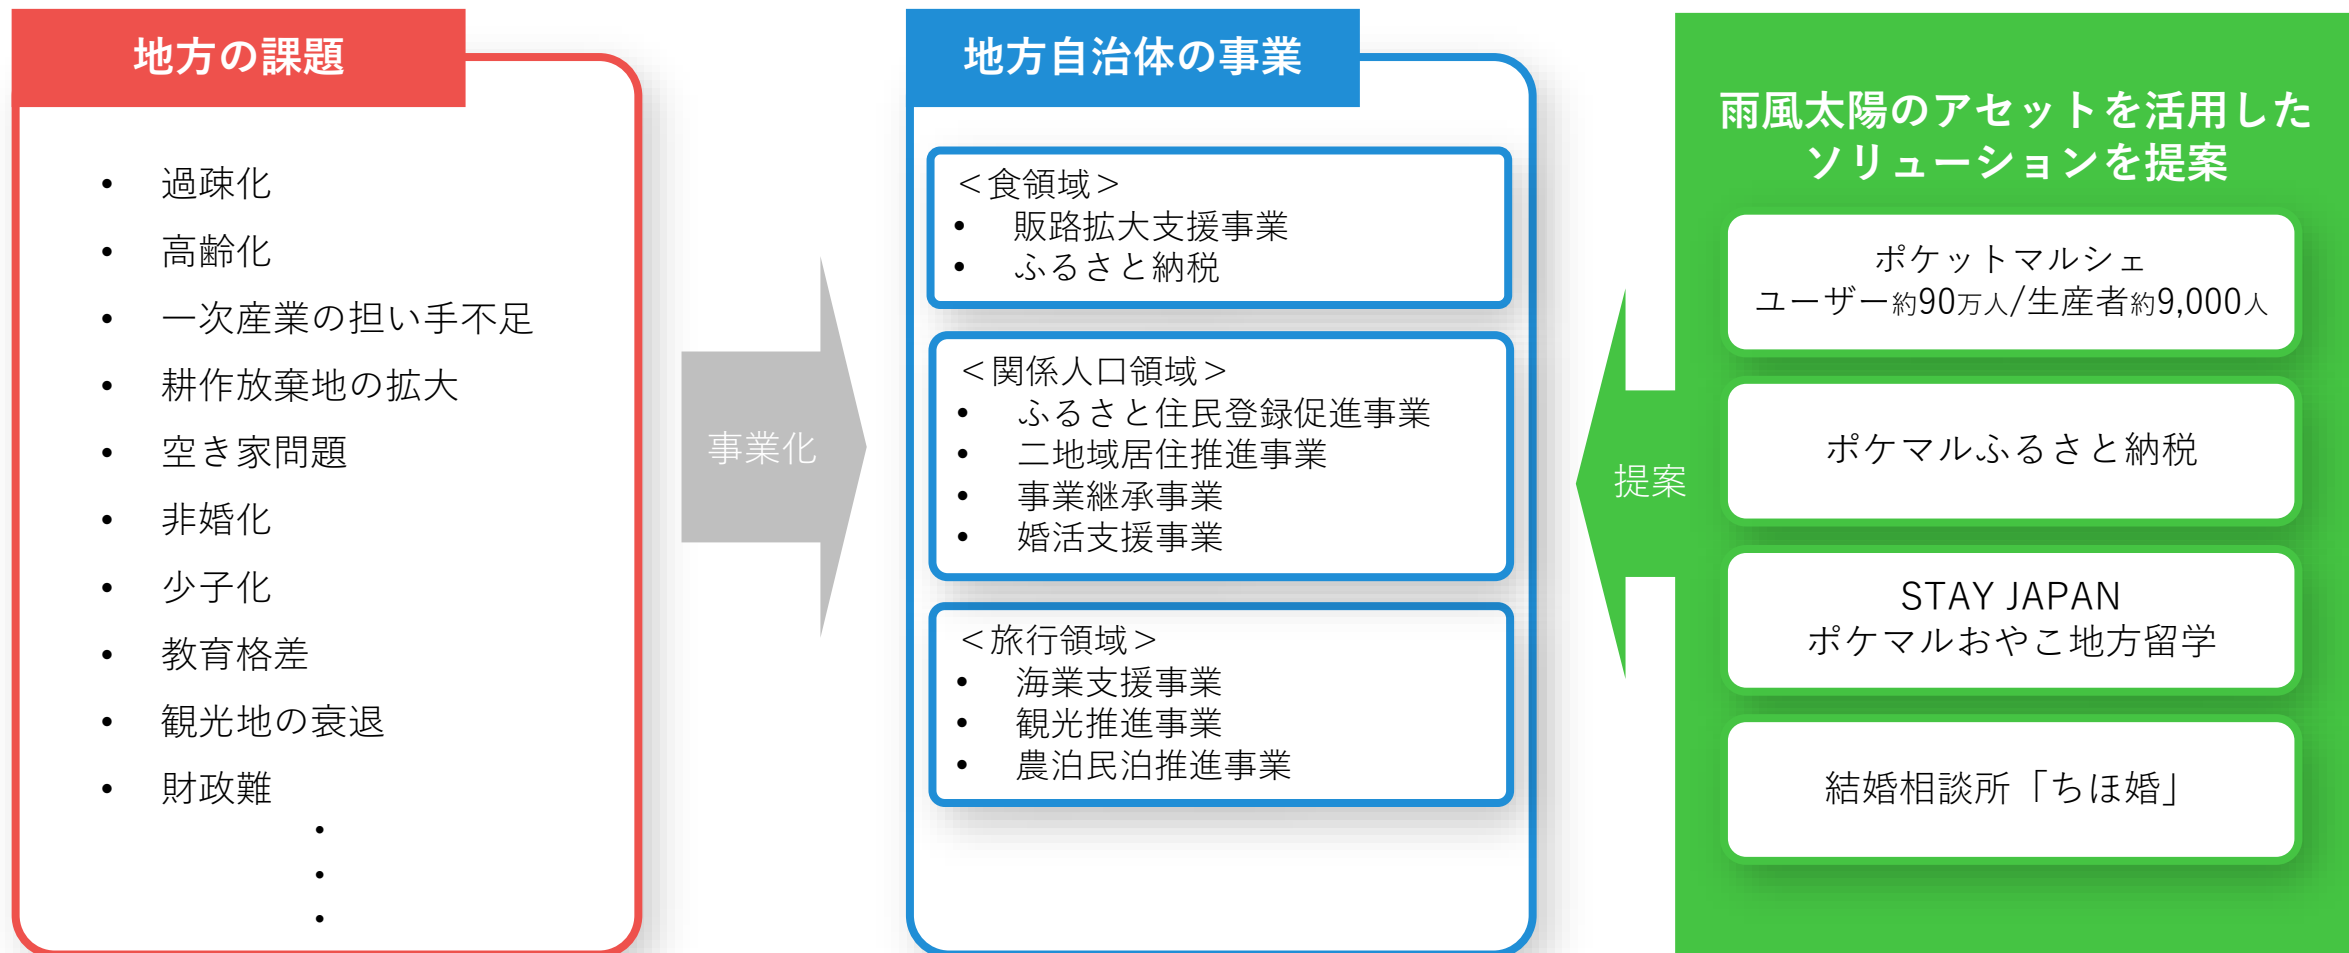 地方の課題
• 過疎化
• 高齢化
• 一次産業の担い手不足
• 耕作放棄地の拡大
• 空き家問題
• 非婚化
• 少子化
• 教育格差
• 観光地の衰退
• 財政難
・
・
・
事業化
地方自治体の事業
＜食領域＞
• 販路拡大支援事業
• ふるさと納税
＜関係人口領域＞
• ふるさと住民登録促進事業
• 二地域居住推進事業
• 事業継承事業
• 婚活支援事業
＜旅行領域＞
• 海業支援事業
• 観光推進事業
• 農泊民泊推進事業
提案
雨風太陽のアセットを活用した
ソリューションを提案
ポケットマルシェ
ユーザー約90万人/生産者約9,000人
ポケマルふるさと納税
STAY JAPAN
ポケマルおやこ地方留学
結婚相談所「ちほ婚」